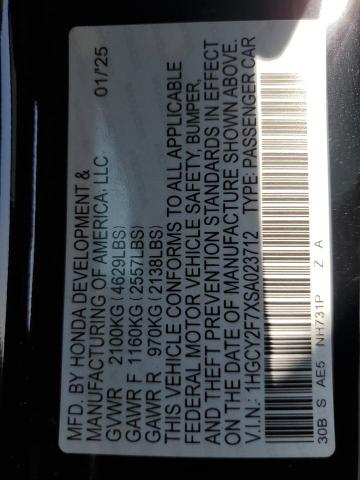 MFD. BY HONDA DEVELOPMENT & 01/25
MANUFACTURING OF AMERICA, LLC.
GVWR 2100KG (4629LBS)
GAWR F 1160KG (2557LBS)
GAWR R 970KG (2138LBS)
THIS VEHICLE CONFORMS TO ALL APPLICABLE
FEDERAL MOTOR VEHICLE SAFETY, BUMPER,
AND THEFT PREVENTION STANDARDS IN EFFECT
ON THE DATE OF MANUFACTURE SHOWN ABOVE.
V.I.N.: 1HGCY2F7XSA023712 TYPE: PASSENGER CAR
30B S AE5 NH731P Z A